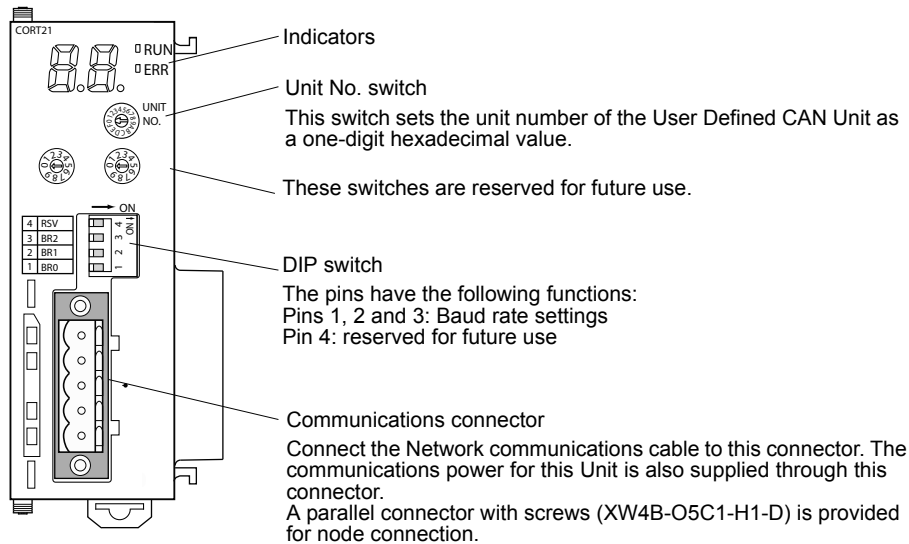 CORT21
RUN
ERR
UNIT
NO.
ON
4 RSV
3 BR2
2 BR1
1 BR0
ON
4
3
2
1
Indicators
Unit No. switch
This switch sets the unit number of the User Defined CAN Unit as
a one-digit hexadecimal value.
These switches are reserved for future use.
DIP switch
The pins have the following functions:
Pins 1, 2 and 3: Baud rate settings
Pin 4: reserved for future use
Communications connector
Connect the Network communications cable to this connector. The
communications power for this Unit is also supplied through this
connector.
A parallel connector with screws (XW4B-O5C1-H1-D) is provided
for node connection.